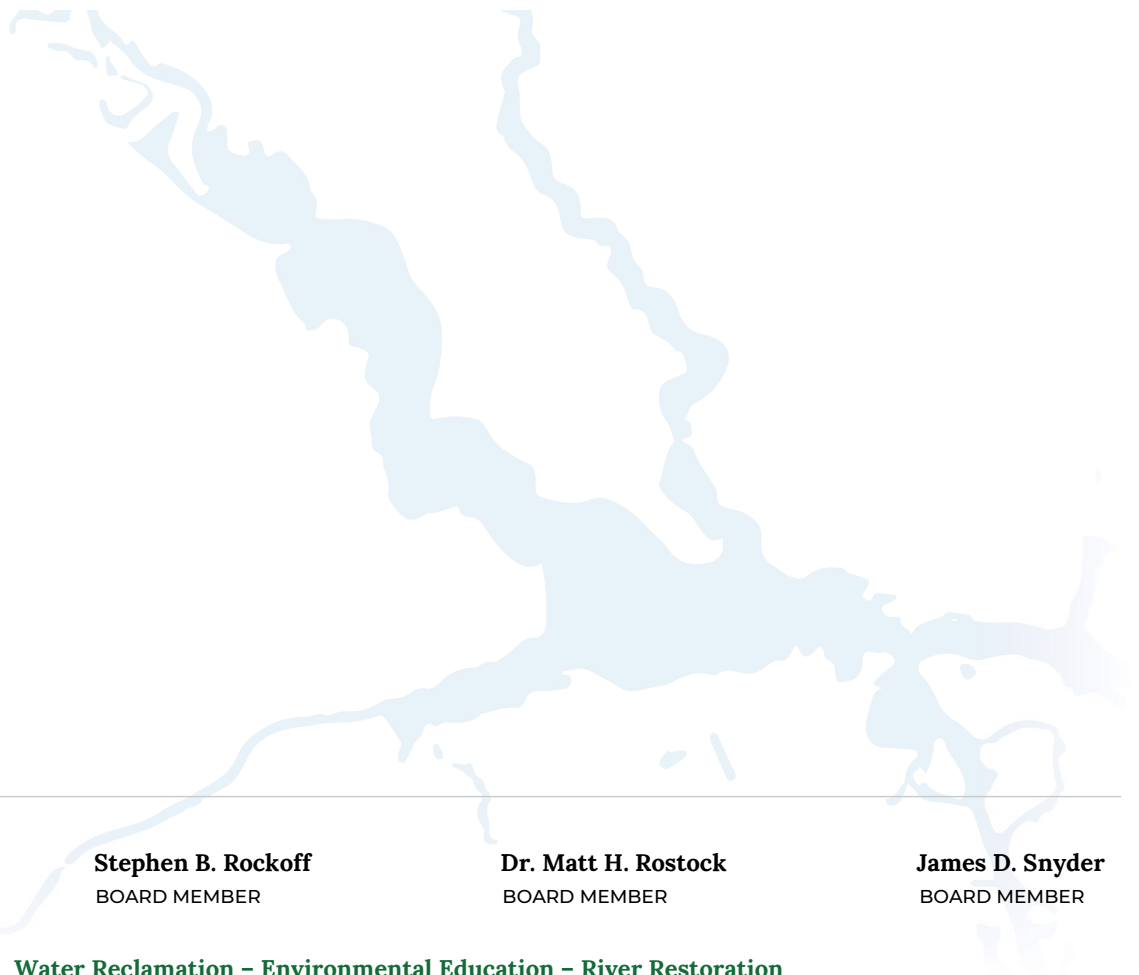 Stephen B. Rockoff Dr. Matt H. Rostock James D. Snyder
BOARD MEMBER BOARD MEMBER BOARD MEMBER
Water Reclamation – Environmental Education – River Restoration